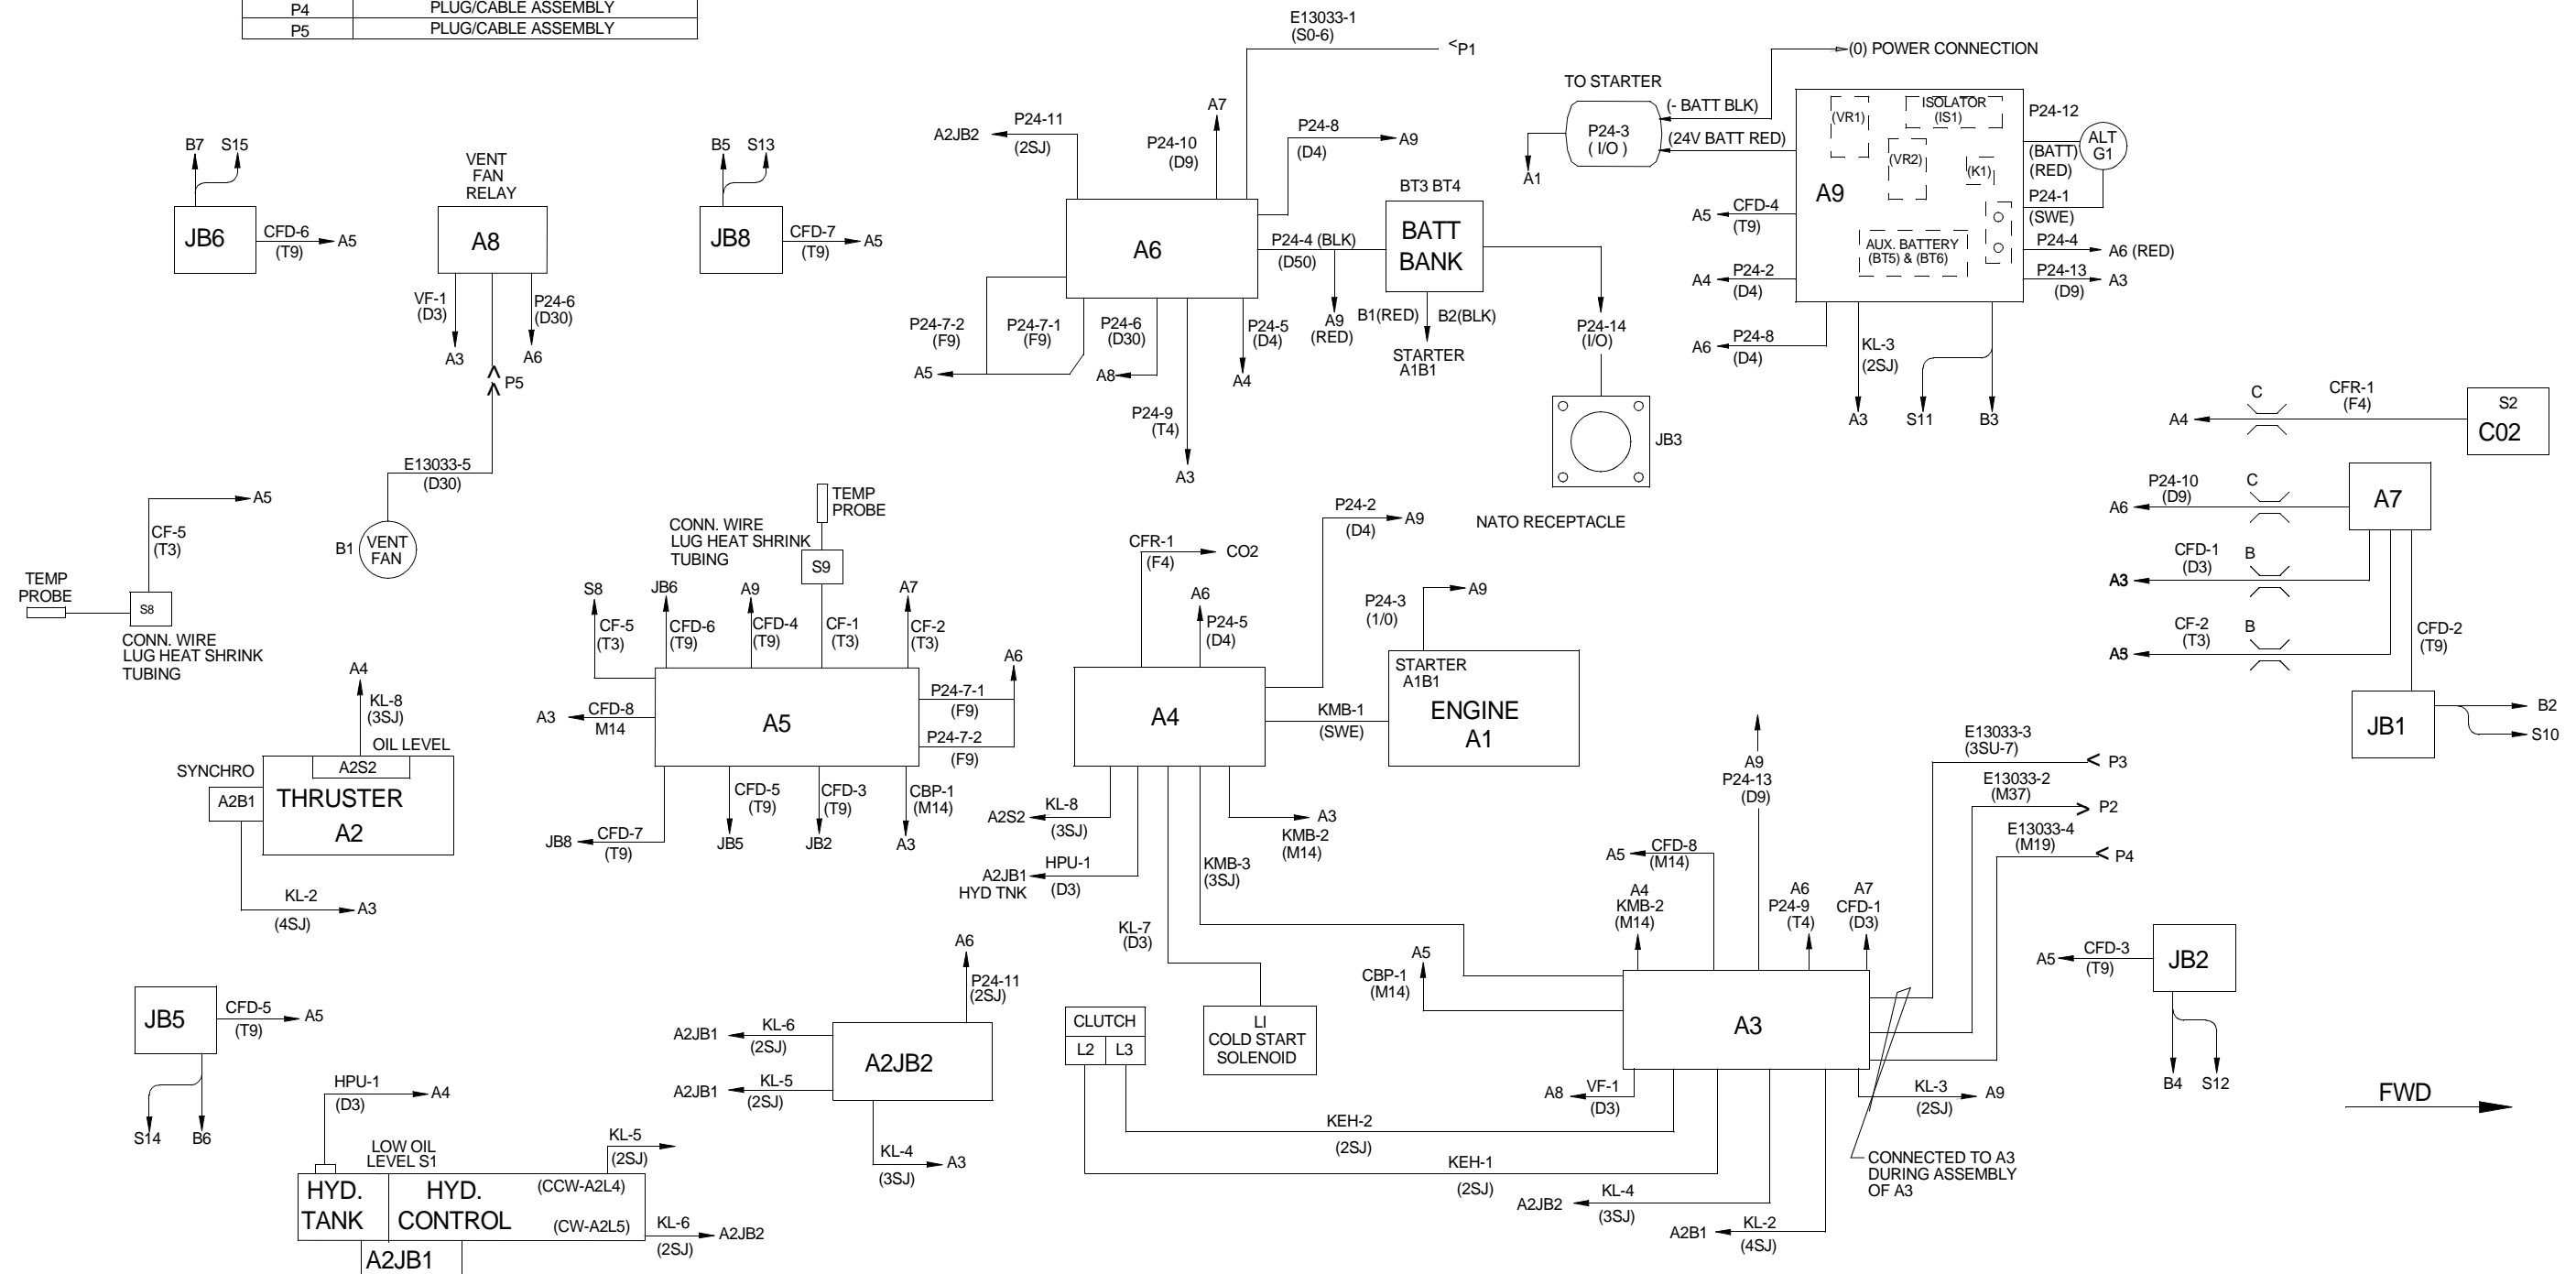 P4 PLUG/CABLE ASSEMBLY
P5 PLUG/CABLE ASSEMBLY
B7 S15
JB6
CFD-6
(T9)
A5
VENT
FAN
RELAY
A8
VF-1
(D3)
A3
P24-6
(D30)
A6
P5
E13033-5
(D30)
B1
VENT
FAN
B5 S13
JB8
CFD-7
(T9)
A5
A5
CF-5
(T3)
TEMP
PROBE
S8
CONN. WIRE
LUG HEAT SHRINK
TUBING
E13033-1
(S0-6)
P1
A2JB2
P24-11
(2SJ)
A7
P24-10
(D9)
P24-8
(D4)
A9
A6
P24-4 (BLK)
(D50)
A9
(RED)
P24-7-2
(F9)
P24-7-1
(F9)
A5
P24-6
(D30)
A8
P24-9
(T4)
A3
P24-5
(D4)
A4
BT3 BT4
BATT
BANK
B1(RED)
B2(BLK)
STARTER
A1B1
P24-14
(I/O)
JB3
NATO RECEPTACLE
TO STARTER
P24-3
( I/O )
A1
(0) POWER CONNECTION
(- BATT BLK)
(24V BATT RED)
(VR1)
ISOLATOR
(IS1)
(VR2)
(K1)
A9
AUX. BATTERY
(BT5) & (BT6)
P24-12
(BATT)
(RED)
ALT
G1
P24-1
(SWE)
P24-4
A6 (RED)
P24-13
(D9)
A3
A5
CFD-4
(T9)
A4
P24-2
(D4)
A6
P24-8
(D4)
KL-3
(2SJ)
A3
S11
B3
A4
C
CFR-1
(F4)
S2
C02
A6
P24-10
(D9)
C
A7
A3
CFD-1
(D3)
B
CF-2
(T3)
B
CFD-2
(T9)
JB1
B2
S10
CONN. WIRE
LUG HEAT SHRINK
TUBING
TEMP
PROBE
S9
S8
CF-5
(T3)
JB6
CFD-6
(T9)
A9
CFD-4
(T9)
CF-1
(T3)
A7
CF-2
(T3)
A5
A6
P24-7-1
(F9)
P24-7-2
(F9)
A3
CFD-8
M14
JB8
CFD-7
(T9)
CFD-5
(T9)
JB5
CFD-3
(T9)
JB2
CBP-1
(M14)
A3
A4
KL-8
(3SJ)
OIL LEVEL
A2S2
SYNCHRO
A2B1
THRUSTER
A2
KL-2
(4SJ)
A3
CFR-1
(F4)
CO2
A6
P24-5
(D4)
P24-2
(D4)
A9
A4
KMB-1
(SWE)
P24-3
(1/0)
A9
STARTER
A1B1
ENGINE
A1
A2S2
KL-8
(3SJ)
A2JB1
HYD TNK
HPU-1
(D3)
KMB-3
(3SJ)
A3
KMB-2
(M14)
KL-7
(D3)
LI
COLD START
SOLENOID
CLUTCH
L2 L3
KEH-2
(2SJ)
KEH-1
(2SJ)
A9
P24-13
(D9)
A5
CFD-8
(M14)
A4
KMB-2
(M14)
A6
P24-9
(T4)
A7
CFD-1
(D3)
A5
CBP-1
(M14)
A3
E13033-3
(3SU-7)
P3
E13033-2
(M37)
P2
E13033-4
(M19)
P4
A8
VF-1
(D3)
KL-3
(2SJ)
A9
A2JB2
KL-4
(3SJ)
A2B1
KL-2
(4SJ)
CONNECTED TO A3
DURING ASSEMBLY
OF A3
A5
CFD-3
(T9)
JB2
B4
S12
FWD
JB5
CFD-5
(T9)
A5
S14
B6
A6
P24-11
(2SJ)
A2JB1
KL-6
(2SJ)
A2JB1
KL-5
(2SJ)
A2JB2
KL-4
(3SJ)
A3
HPU-1
(D3)
A4
LOW OIL
LEVEL S1
KL-5
(2SJ)
HYD.
TANK
HYD.
CONTROL
(CCW-A2L4)
(CW-A2L5)
KL-6
(2SJ)
A2JB2
A2JB1